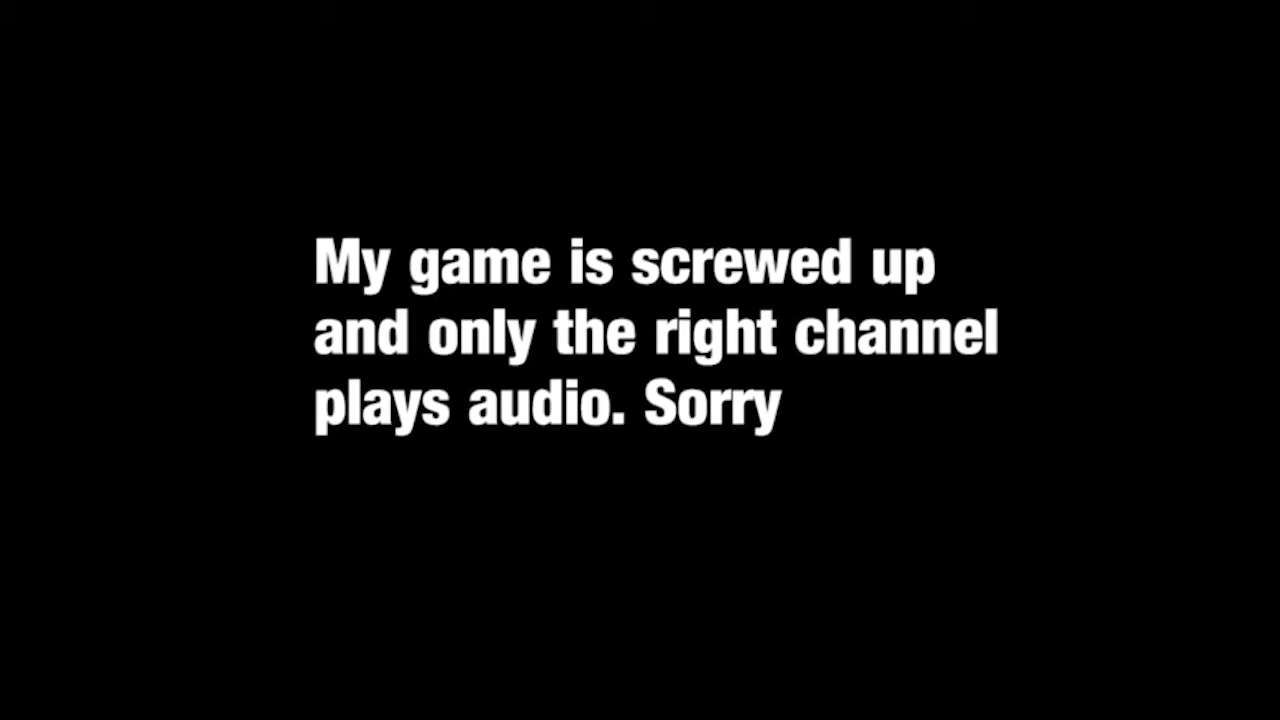 My game is screwed up
and only the right channel
plays audio. Sorry